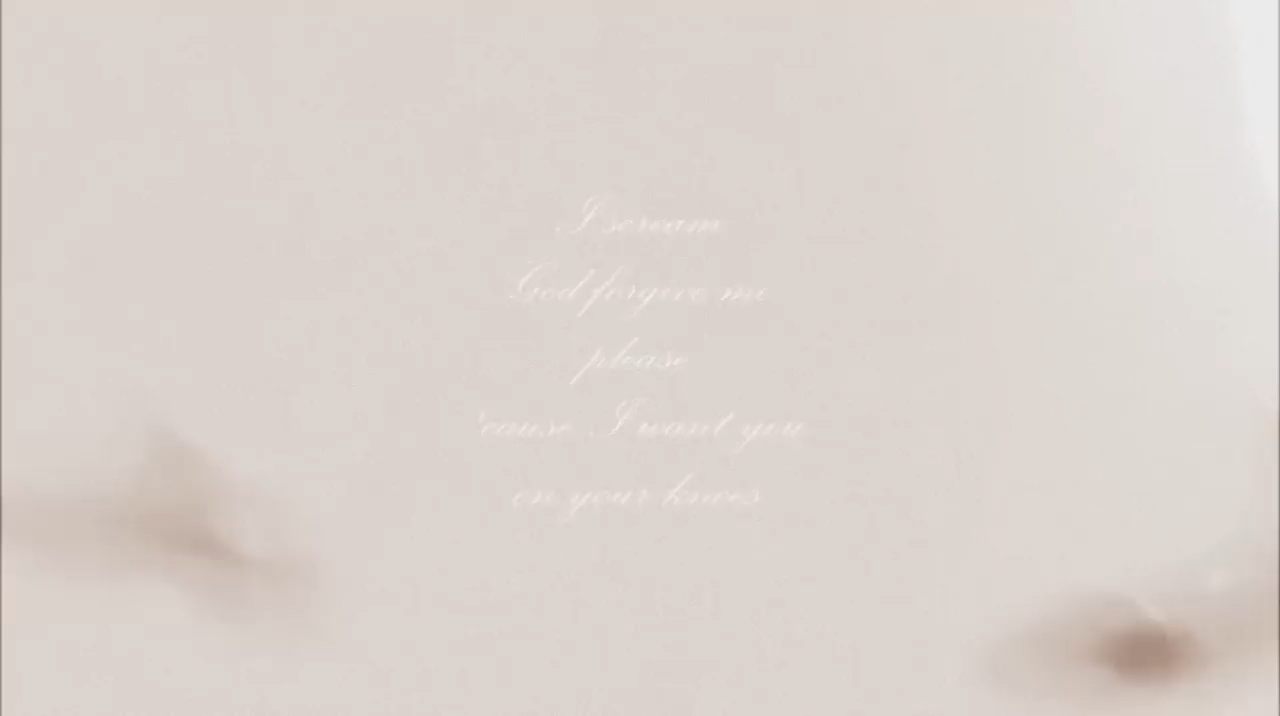 I scream
God forgive me
please
'cause I want you
on your knees